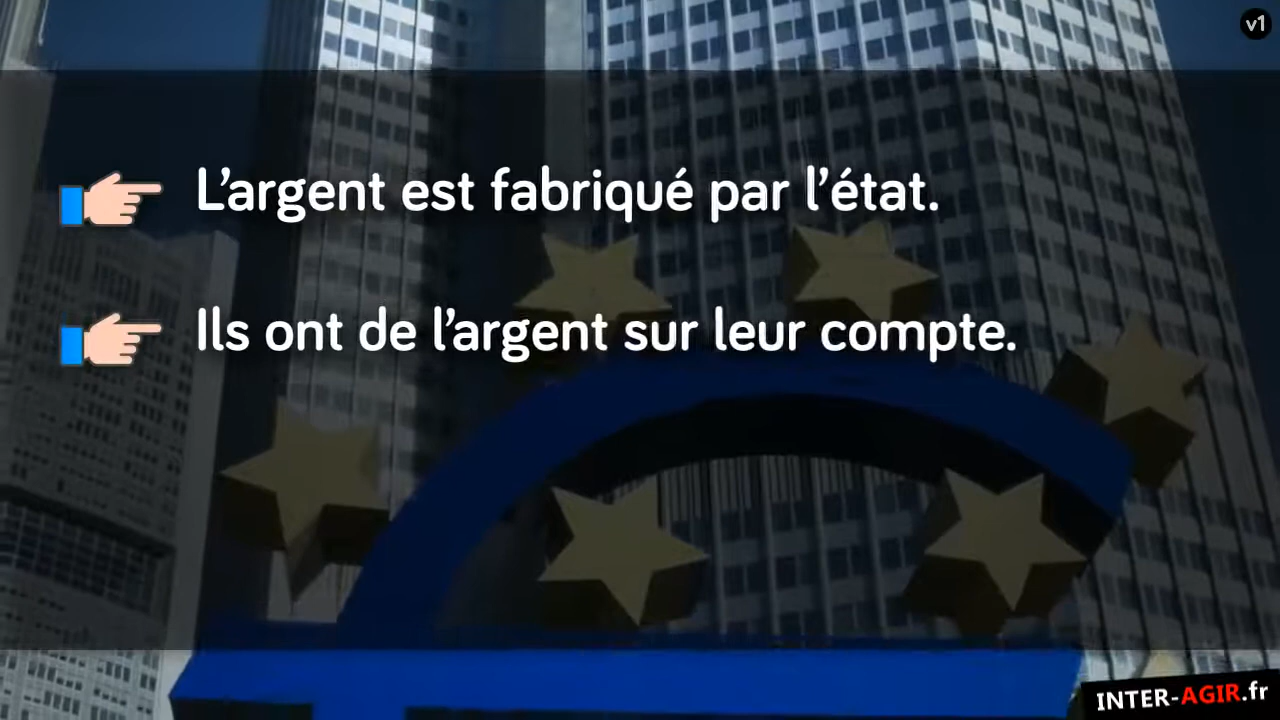 v1
L’argent est fabriqué par l’état.
Ils ont de l’argent sur leur compte.
INTER-AGIR.fr